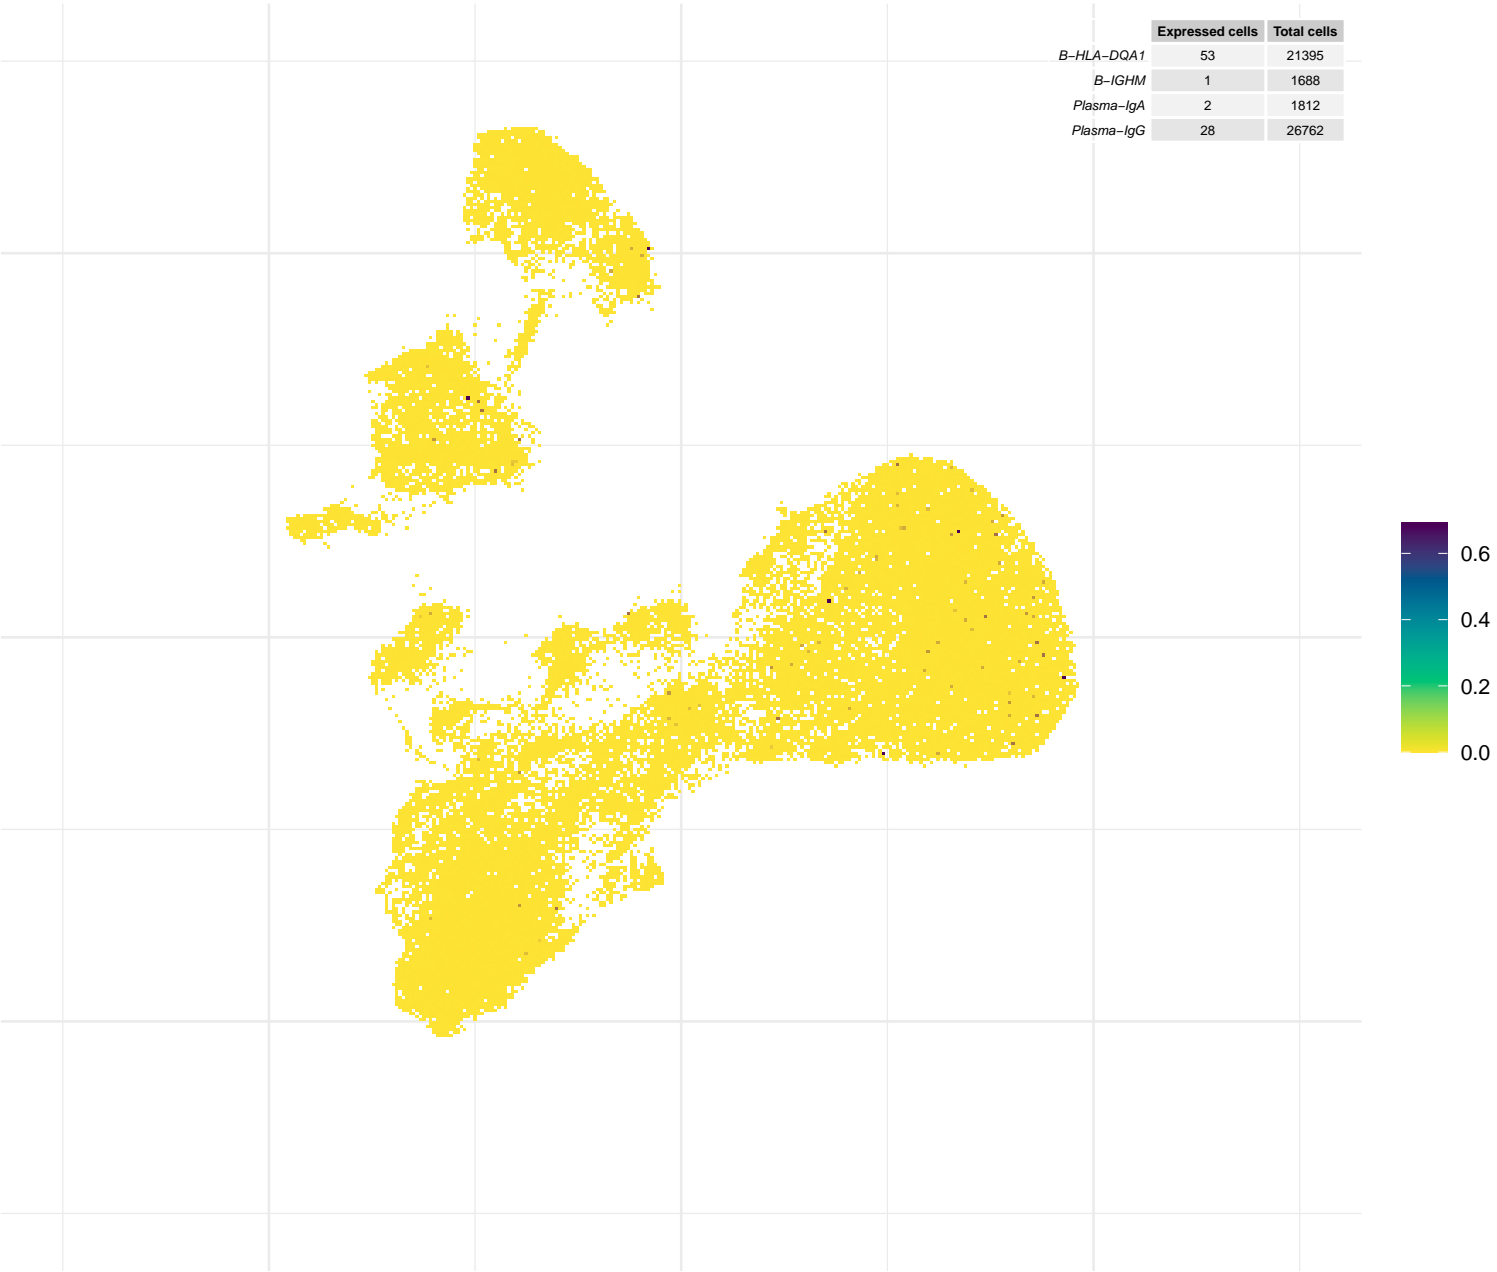 Expressed cells Total cells
B−HLA−DQA1 53 21395
B−IGHM 1 1688
Plasma−IgA 2 1812
Plasma−IgG 28 26762
0.6
0.4
0.2
0.0